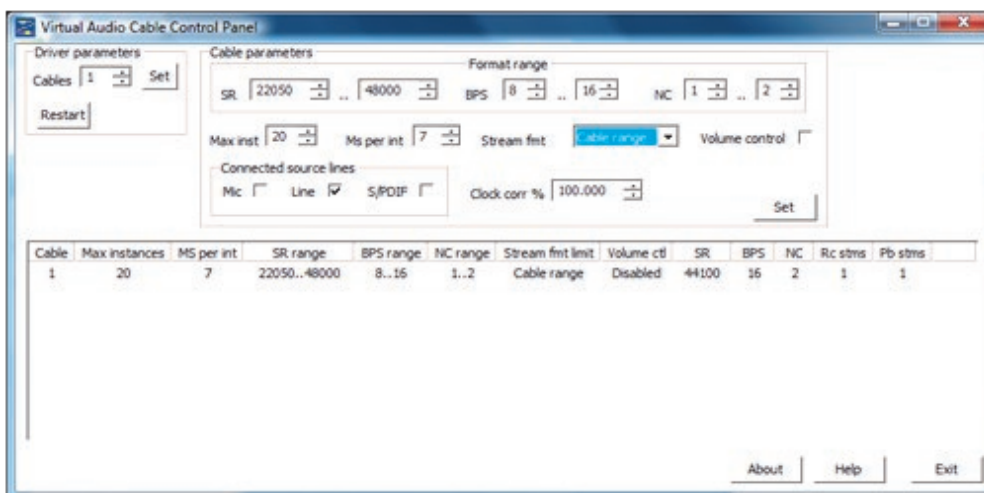 Virtual Audio Cable Control Panel
Driver parameters
Cables 1 Set
Restart
Cable parameters
Format range
SR 22050 .. 48000 BPS 8 .. 16 NC 1 .. 2
Max inst 20 Ms per int 7 Stream fmt Cable range Volume control
Connected source lines
Mic Line S/PDIF Clock corr % 100.000
Set
Cable Max instances MS per int SR range BPS range NC range Stream fmt limit Volume ctl SR BPS NC Rc stms Pb stms
1 20 7 22050..48000 8..16 1..2 Cable range Disabled 44100 16 2 1 1
About Help Exit